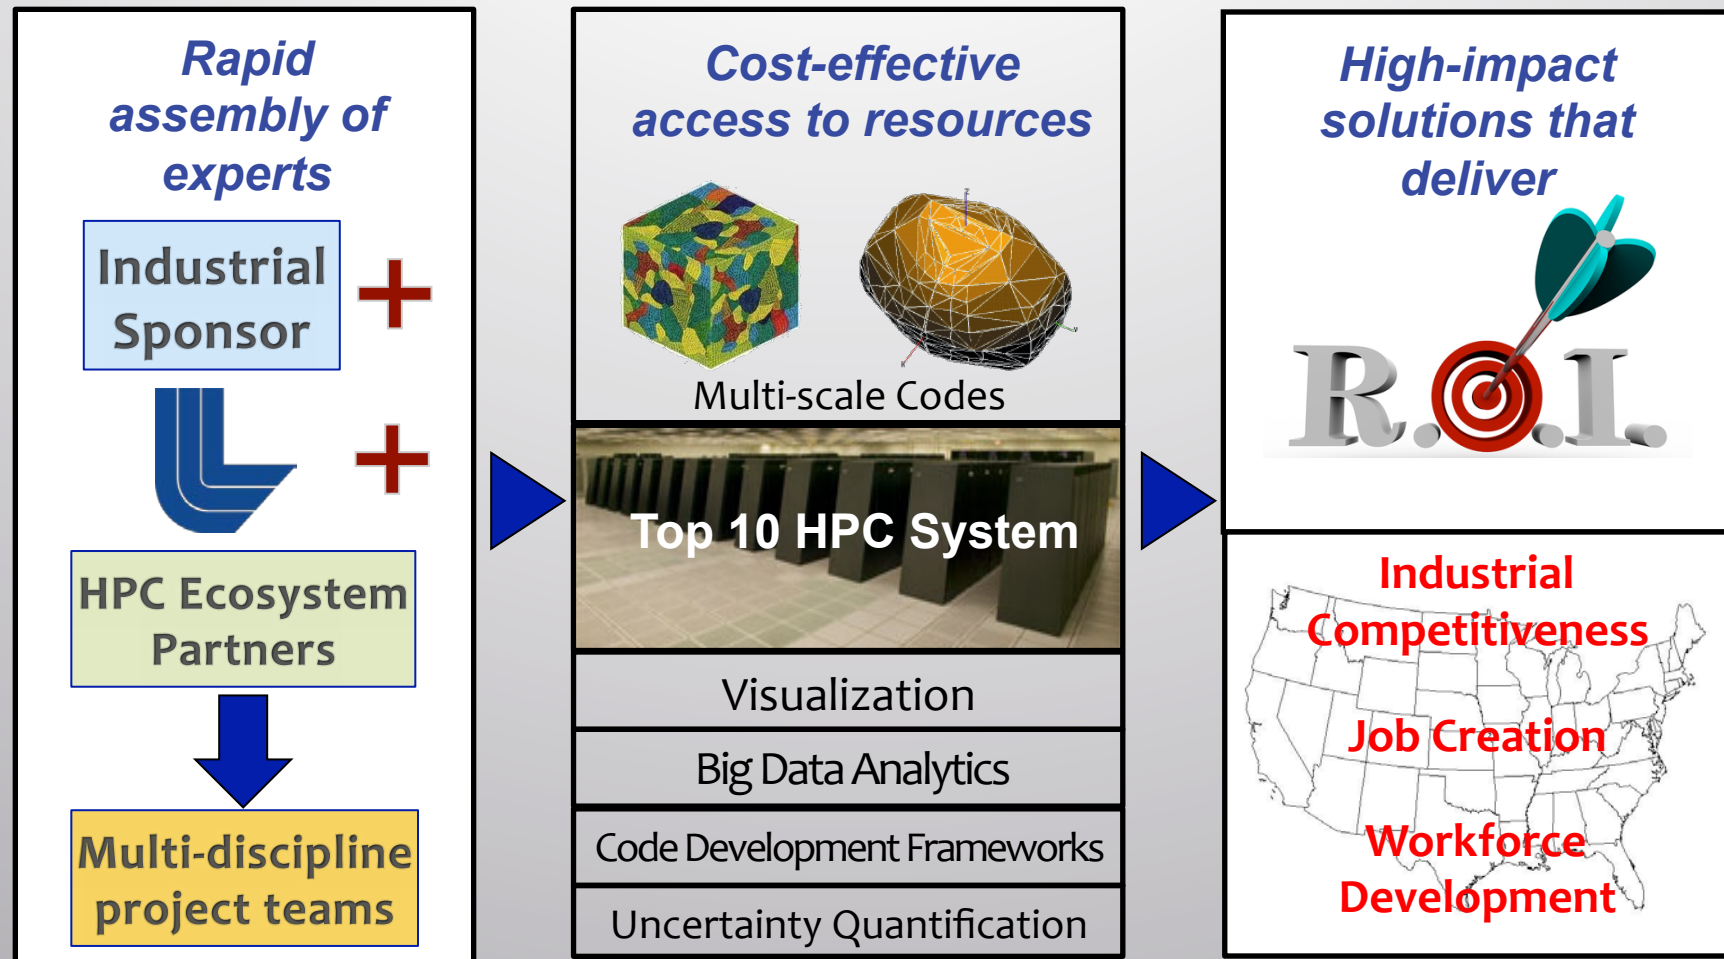 Rapid
assembly of
experts
Industrial
Sponsor
HPC Ecosystem
Partners
Multi-discipline
project teams
Cost-effective
access to resources
Multi-scale Codes
Top 10 HPC System
Visualization
Big Data Analytics
Code Development Frameworks
Uncertainty Quantification
High-impact
solutions that
deliver
R.O.I.
Industrial
Competitiveness
Job Creation
Workforce
Development